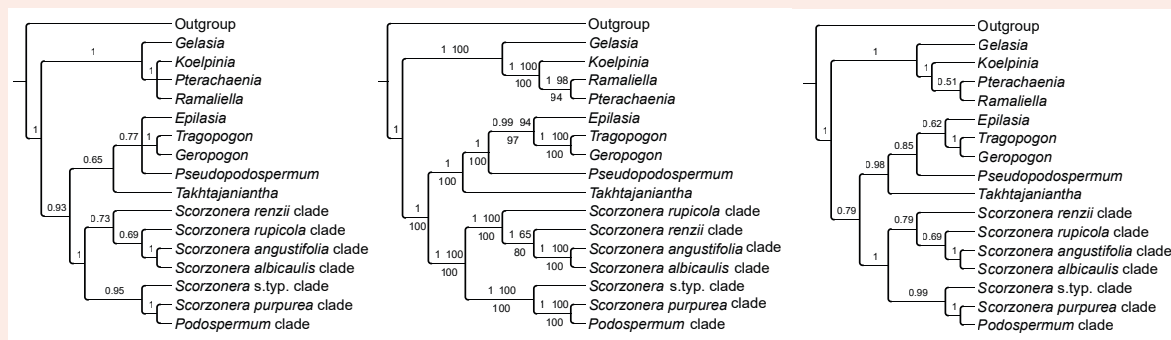 Outgroup
Gelasia
1
Koelpinia
1
Pterachaenia
Ramaliella
1
Epilasia
0.77
1
Tragopogon
Geropogon
0.65
Pseudopodospermum
Takhtajaniantha
0.93
Scorzonera renzii clade
0.73
Scorzonera rupicola clade
0.69
1
Scorzonera angustifolia clade
Scorzonera albicaulis clade
1
Scorzonera s.typ. clade
0.95
Scorzonera purpurea clade
1
Podospermum clade
Outgroup
Gelasia
1 100
Koelpinia
1 100
100
Ramaliella
1 98
94
Pterachaenia
1
Epilasia
0.99 94
97
Tragopogon
1 100
100
Geropogon
1
100
Pseudopodospermum
1
100
Takhtajaniantha
1
100
Scorzonera rupicola clade
1 100
100
Scorzonera renzii clade
1 65
80
Scorzonera angustifolia clade
1 100
100
Scorzonera albicaulis clade
1 100
100
Scorzonera s.typ. clade
1 100
100
Scorzonera purpurea clade
1 100
100
Podospermum clade
Outgroup
Gelasia
1
Koelpinia
1
Pterachaenia
0.51
Ramaliella
1
Epilasia
0.62
Tragopogon
1
Geropogon
0.85
Pseudopodospermum
0.98
Takhtajaniantha
0.79
Scorzonera renzii clade
0.79
Scorzonera rupicola clade
0.69
Scorzonera angustifolia clade
1
Scorzonera albicaulis clade
1
Scorzonera s.typ. clade
0.99
Scorzonera purpurea clade
1
Podospermum clade